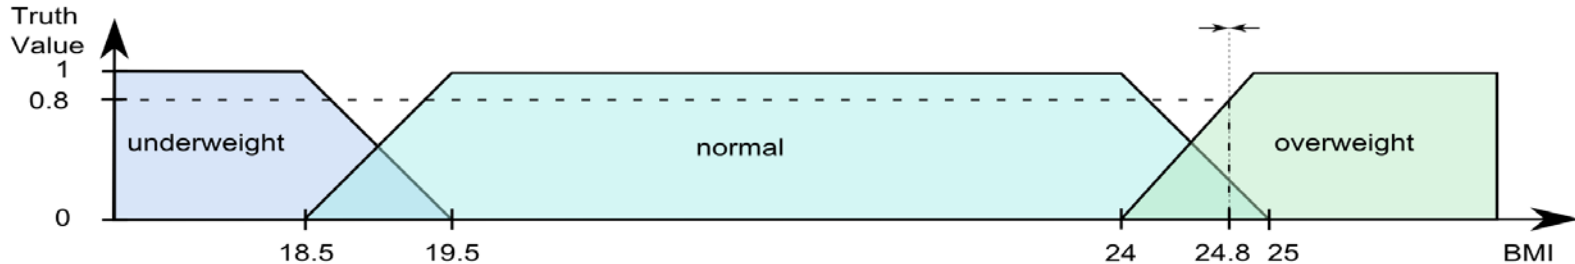 Truth
Value
1
0.8
0
underweight
normal
overweight
18.5
19.5
24
24.8
25
BMI